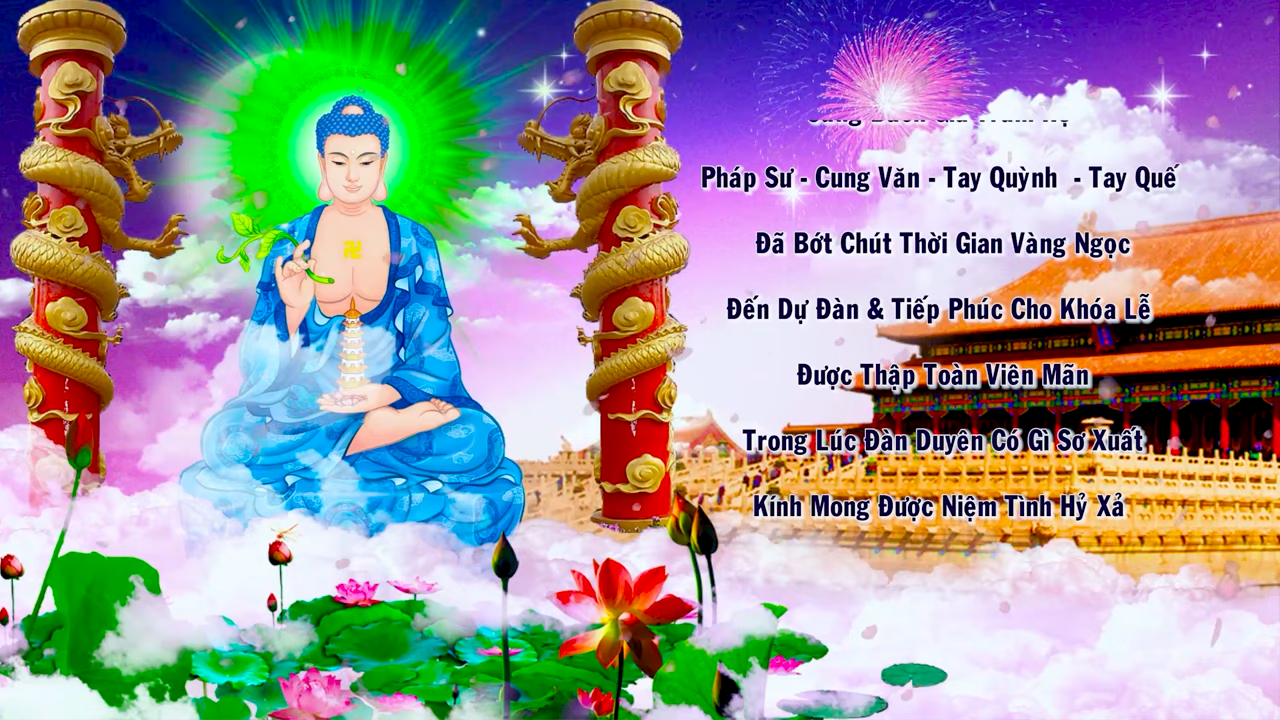 Pháp Sư - Cung Văn - Tay Quỳnh - Tay Quế
Đã Bớt Chút Thời Gian Vàng Ngọc
Đến Dự Đàn & Tiếp Phúc Cho Khóa Lễ
Được Thập Toàn Viên Mãn
Trong Lúc Đàn Duyên Có Gì Sơ Xuất
Kính Mong Được Niệm Tình Hỷ Xả